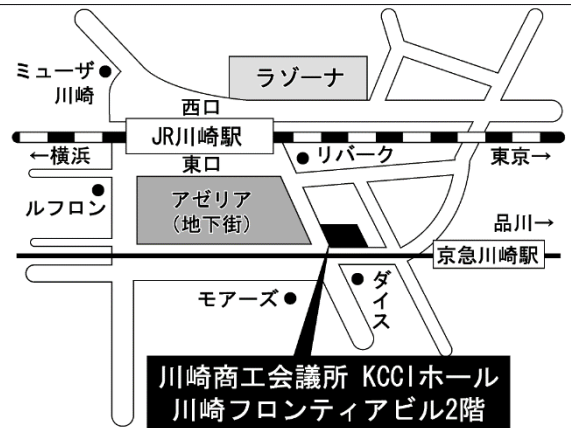 ミューザ
川崎
ラゾーナ
西口
JR川崎駅
←横浜
東口
リバーク
東京→
ルフロン
アゼリア
(地下街)
品川→
京急川崎駅
モアーズ
ダイス
川崎商工会議所 KCCIホール
川崎フロンティアビル2階